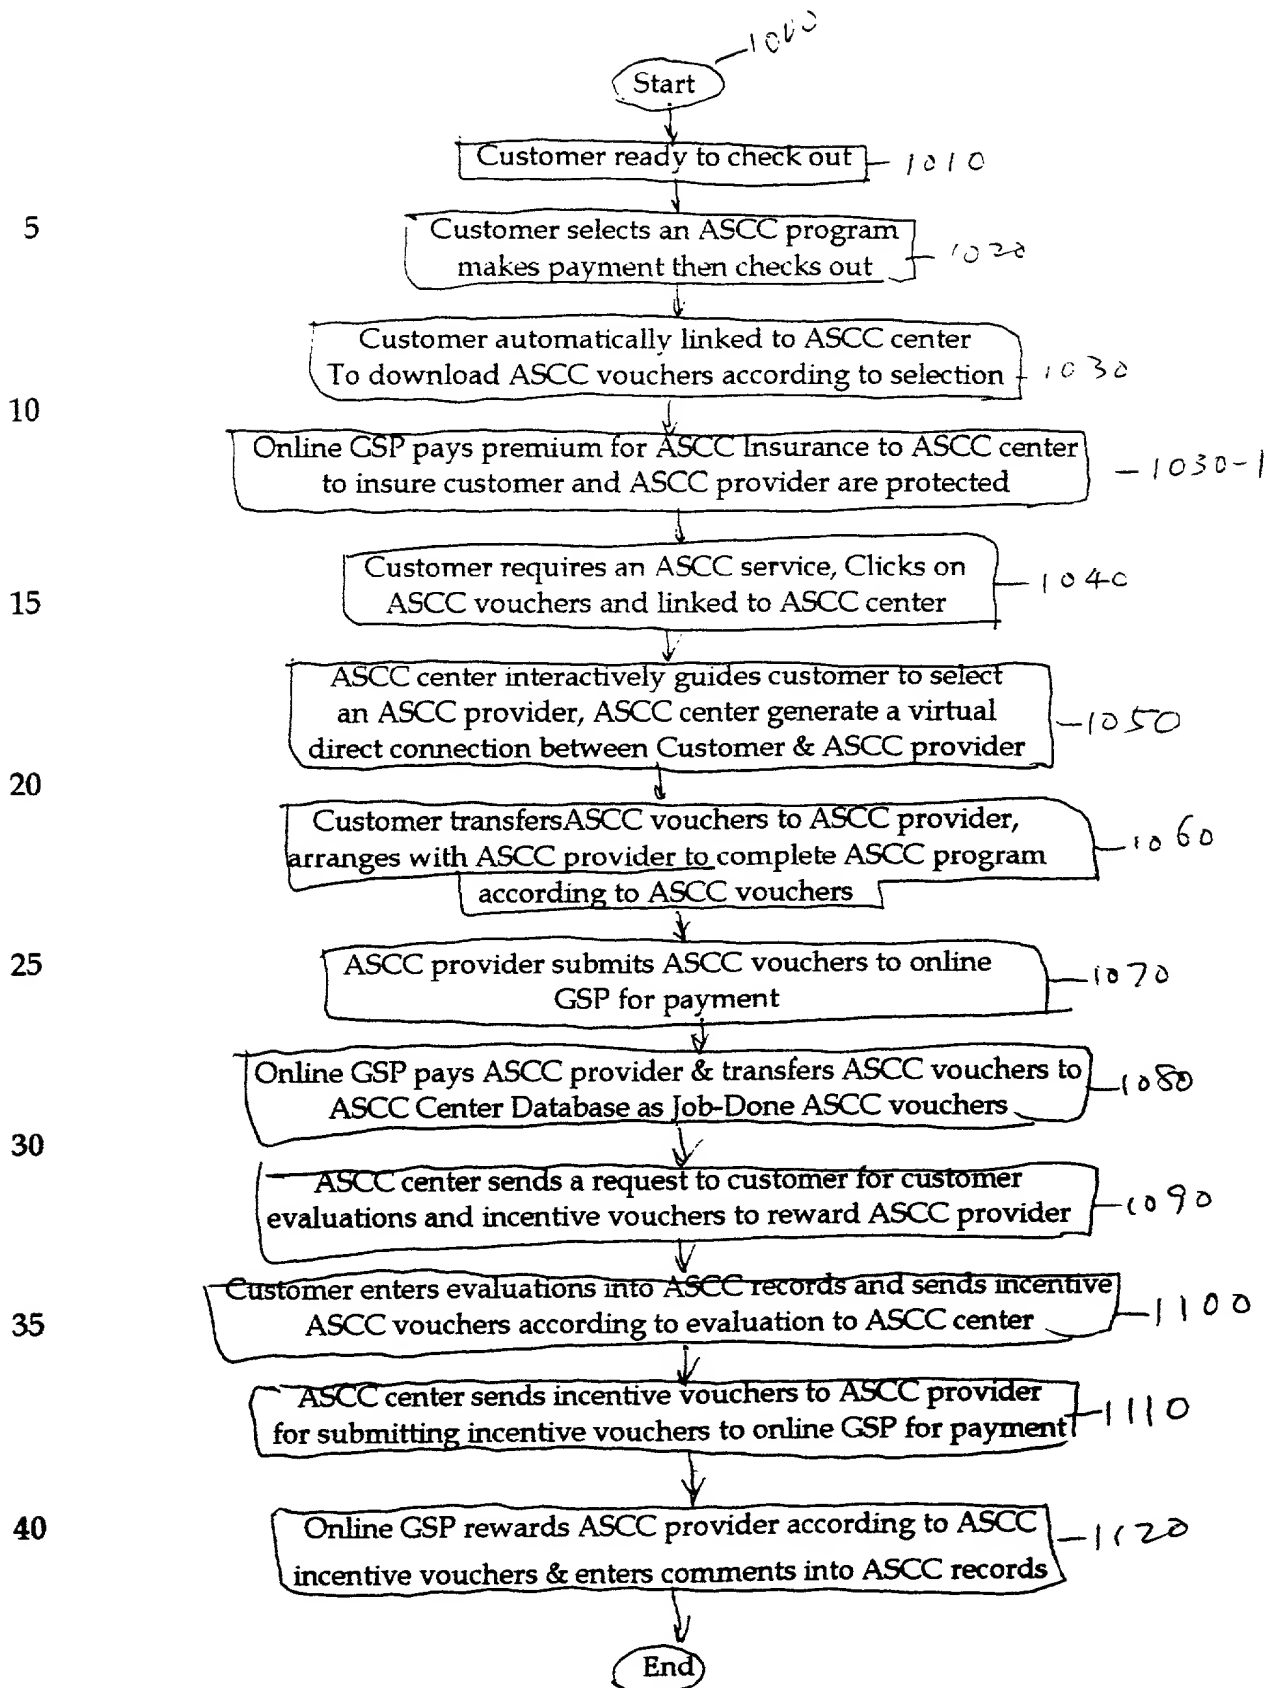 1000
Start
Customer ready to check out 1010
5
Customer selects an ASCC program
makes payment then checks out 1020
Customer automatically linked to ASCC center
To download ASCC vouchers according to selection 1030
10
Online GSP pays premium for ASCC Insurance to ASCC center
to insure customer and ASCC provider are protected 1030-1
Customer requires an ASCC service, Clicks on
ASCC vouchers and linked to ASCC center 1040
15
ASCC center interactively guides customer to select
an ASCC provider, ASCC center generate a virtual
direct connection between Customer & ASCC provider 1050
20
Customer transfersASCC vouchers to ASCC provider,
arranges with ASCC provider to complete ASCC program 1060
according to ASCC vouchers
25
ASCC provider submits ASCC vouchers to online
GSP for payment 1070
Online GSP pays ASCC provider & transfers ASCC vouchers to
ASCC Center Database as Job-Done ASCC vouchers 1080
30
ASCC center sends a request to customer for customer
evaluations and incentive vouchers to reward ASCC provider 1090
Customer enters evaluations into ASCC records and sends incentive
35 ASCC vouchers according to evaluation to ASCC center 1100
ASCC center sends incentive vouchers to ASCC provider
for submitting incentive vouchers to online GSP for payment 1110
40 Online GSP rewards ASCC provider according to ASCC 1120
incentive vouchers & enters comments into ASCC records
End